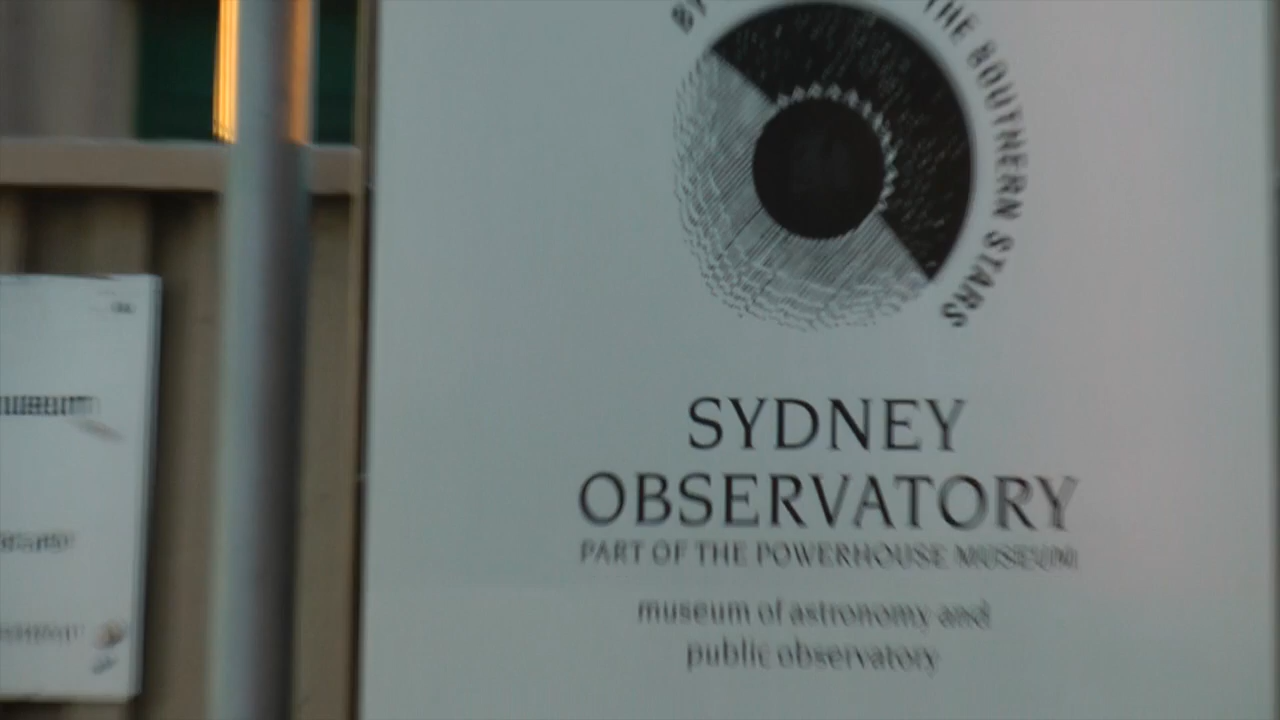 THE SOUTHERN STARS
SYDNEY
OBSERVATORY
PART OF THE POWERHOUSE MUSEUM
museum of astronomy and
public observatory